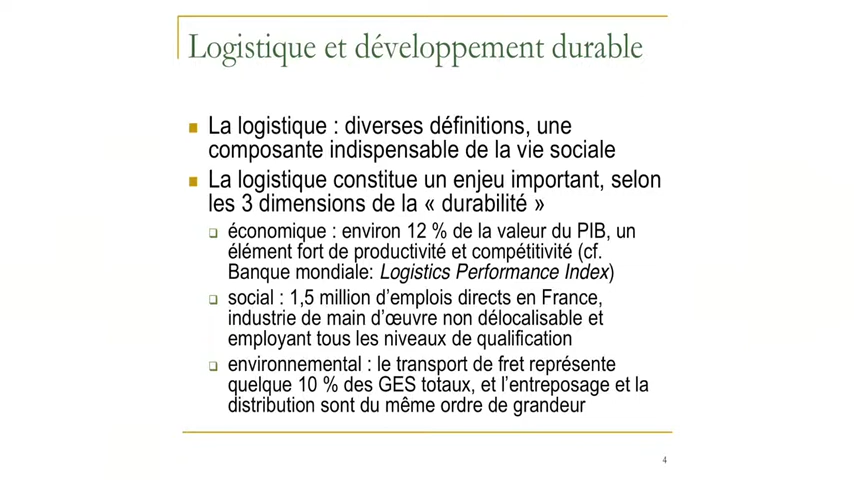 Logistique et développement durable
La logistique : diverses définitions, une
composante indispensable de la vie sociale
La logistique constitue un enjeu important, selon
les 3 dimensions de la « durabilité »
économique : environ 12 % de la valeur du PIB, un
élément fort de productivité et compétitivité (cf.
Banque mondiale: Logistics Performance Index)
social : 1,5 million d’emplois directs en France,
industrie de main d’œuvre non délocalisable et
employant tous les niveaux de qualification
environnemental : le transport de fret représente
quelque 10 % des GES totaux, et l’entreposage et la
distribution sont du même ordre de grandeur
4